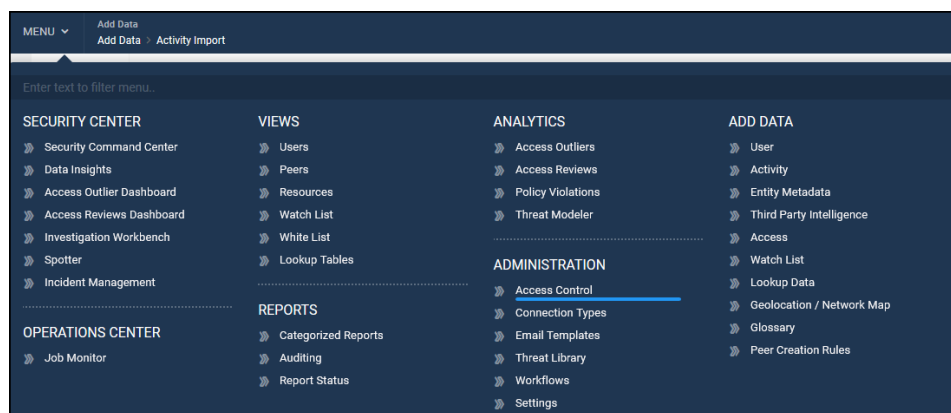 MENU
Add Data
Add Data > Activity Import
Enter text to filter menu..
SECURITY CENTER
Security Command Center
Data Insights
Access Outlier Dashboard
Access Reviews Dashboard
Investigation Workbench
Spotter
Incident Management
OPERATIONS CENTER
Job Monitor
VIEWS
Users
Peers
Resources
Watch List
White List
Lookup Tables
REPORTS
Categorized Reports
Auditing
Report Status
ANALYTICS
Access Outliers
Access Reviews
Policy Violations
Threat Modeler
ADMINISTRATION
Access Control
Connection Types
Email Templates
Threat Library
Workflows
Settings
ADD DATA
User
Activity
Entity Metadata
Third Party Intelligence
Access
Watch List
Lookup Data
Geolocation / Network Map
Glossary
Peer Creation Rules